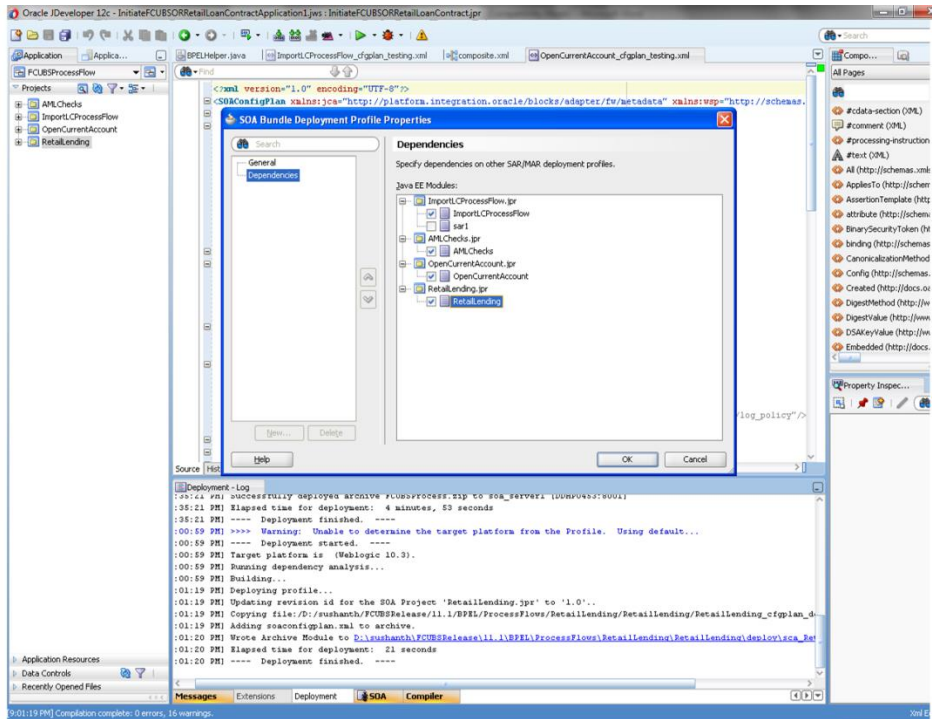 Oracle JDeveloper 12c - InitiateFCUBSORRetailLoanContractApplication1.jws : InitiateFCUBSORRetailLoanContract.jpr
Search
Application Applica...
BPELHelper.java ImportLCProcessFlow_cfgplan_testing.xml composite.xml OpenCurrentAccount_cfgplan_testing.xml
Compo...
FCUBSProcessFlow
Find
All Pages
Projects
AMLChecks
ImportLCProcessFlow
OpenCurrentAccount
RetailLending
<?xml version="1.0" encoding="UTF-8"?>
<SOAConfigPlan xmlns:jca="http://platform.integration.oracle/blocks/adapter/fw/metadata" xmlns:wsp="http://schemas.
SOA Bundle Deployment Profile Properties
Search
General
Dependencies
Dependencies
Specify dependencies on other SAR/MAR deployment profiles.
Java EE Modules:
ImportLCProcessFlow.jpr
ImportLCProcessFlow
sar1
AMLChecks.jpr
AMLChecks
OpenCurrentAccount.jpr
OpenCurrentAccount
RetailLending.jpr
RetailLending
New... Delete
Help
OK Cancel
/log_policy"/>
#cdata-section (XML)
#comment (XML)
#processing-instruction
#text (XML)
All (http://schemas.xmls
AppliesTo (http://schem
AssertionTemplate (http
attribute (http://schema
BinarySecurityToken (ht
binding (http://schemas
CanonicalizationMethod
Config (http://schemas.
Created (http://docs.oa
DigestMethod (http://w
DigestValue (http://www
DSAKeyValue (http://ww
Embedded (http://docs.
Property Inspec...
Source Hist
Deployment - Log
:35:21 PM] Successfully deployed archive FCUBSProcess.zip to soa_server1 [DDHP0453:8001]
:35:21 PM] Elapsed time for deployment: 4 minutes, 53 seconds
:35:21 PM] ---- Deployment finished. ----
:00:59 PM] >>>> Warning: Unable to determine the target platform from the Profile. Using default...
:00:59 PM] ---- Deployment started. ----
:00:59 PM] Target platform is (Weblogic 10.3).
:00:59 PM] Running dependency analysis...
:00:59 PM] Building...
:01:19 PM] Deploying profile...
:01:19 PM] Updating revision id for the SOA Project 'RetailLending.jpr' to '1.0'..
:01:19 PM] Copying file:/D:/sushanth/FCUBSRelease/11.1/BPEL/ProcessFlows/RetailLending/RetailLending/RetailLending_cfgplan_d
:01:19 PM] Adding soaconfigplan.xml to archive.
:01:20 PM] Wrote Archive Module to D:\sushanth\FCUBSRelease\11.1\BPEL\ProcessFlows\RetailLending\RetailLending\deploy\sca_Ret
:01:20 PM] Elapsed time for deployment: 21 seconds
:01:20 PM] ---- Deployment finished. ----
Application Resources
Data Controls
Recently Opened Files
Messages Extensions Deployment SOA Compiler
[9:01:19 PM] Compilation complete: 0 errors, 16 warnings.
Xml E